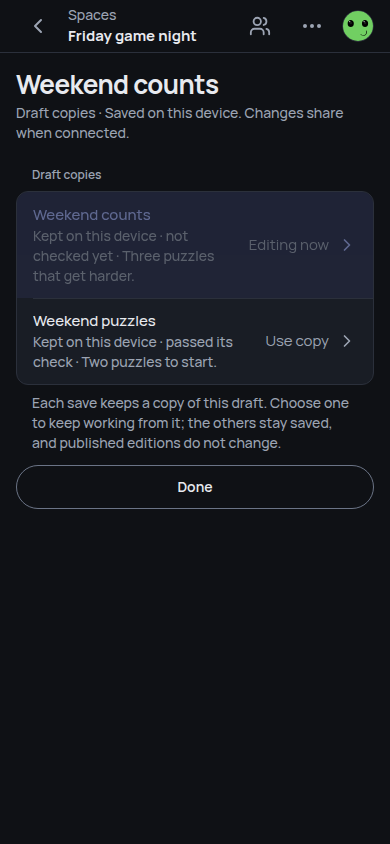 Spaces
Friday game night
Weekend counts
Draft copies · Saved on this device. Changes share
when connected.
Draft copies
Weekend counts
Kept on this device · not
checked yet · Three puzzles
that get harder.
Editing now
Weekend puzzles
Kept on this device · passed its
check · Two puzzles to start.
Use copy
Each save keeps a copy of this draft. Choose one
to keep working from it; the others stay saved,
and published editions do not change.
Done